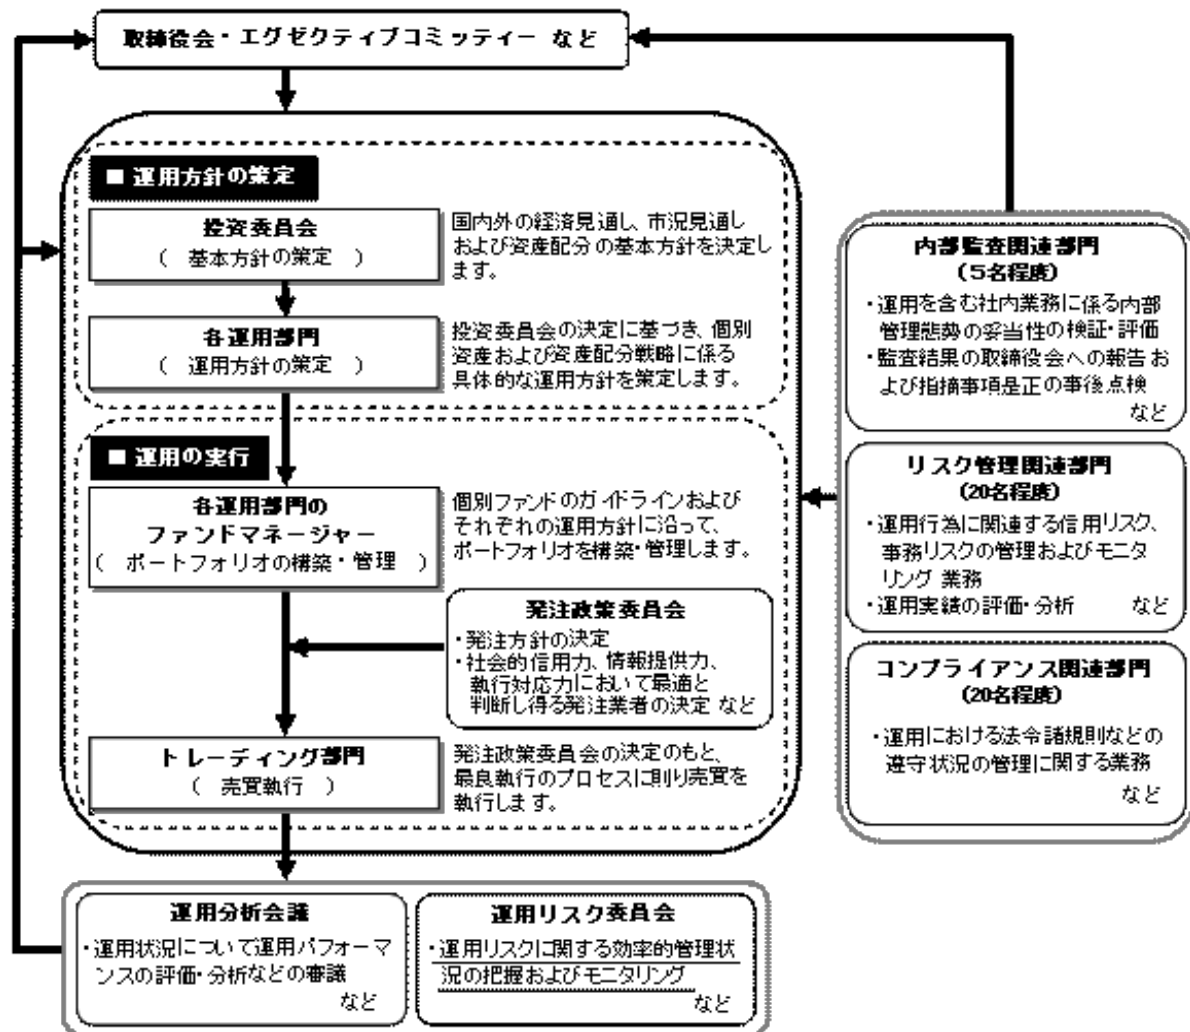 取締役会・エグゼクティブコミッティー など
■ 運用方針の策定
投資委員会
( 基本方針の策定 )
国内外の経済見通し、市況見通し
および資産配分の基本方針を決定し
ます。
各運用部門
( 運用方針の策定 )
投資委員会の決定に基づき、個別
資産および資産配分戦略に係る
具体的な運用方針を策定します。
■ 運用の実行
各運用部門の
ファンドマネージャー
( ポートフォリオの構築・管理 )
個別ファンドのガイドラインおよび
それぞれの運用方針に沿って、
ポートフォリオを構築・管理します。
発注政策委員会
・発注方針の決定
・社会的信用力、情報提供力、
執行対応力において最適と
判断し得る発注業者の決定 など
トレーディング部門
( 売買執行 )
発注政策委員会の決定のもと、
最良執行のプロセスに則り売買を
執行します。
運用分析会議
・運用状況について運用パフォーマ
ンスの評価・分析などの審議
など
運用リスク委員会
・運用リスクに関する効率的管理状
況の把握およびモニタリング
など
内部監査関連部門
(5名程度)
・運用を含む社内業務に係る内部
管理態勢の妥当性の検証・評価
・監査結果の取締役会への報告お
よび指摘事項是正の事後点検
など
リスク管理関連部門
(20名程度)
・運用行為に関連する信用リスク、
事務リスクの管理およびモニタ
リング 業務
・運用実績の評価・分析 など
コンプライアンス関連部門
(20名程度)
・運用における法令諸規則などの
遵守状況の管理に関する業務
など